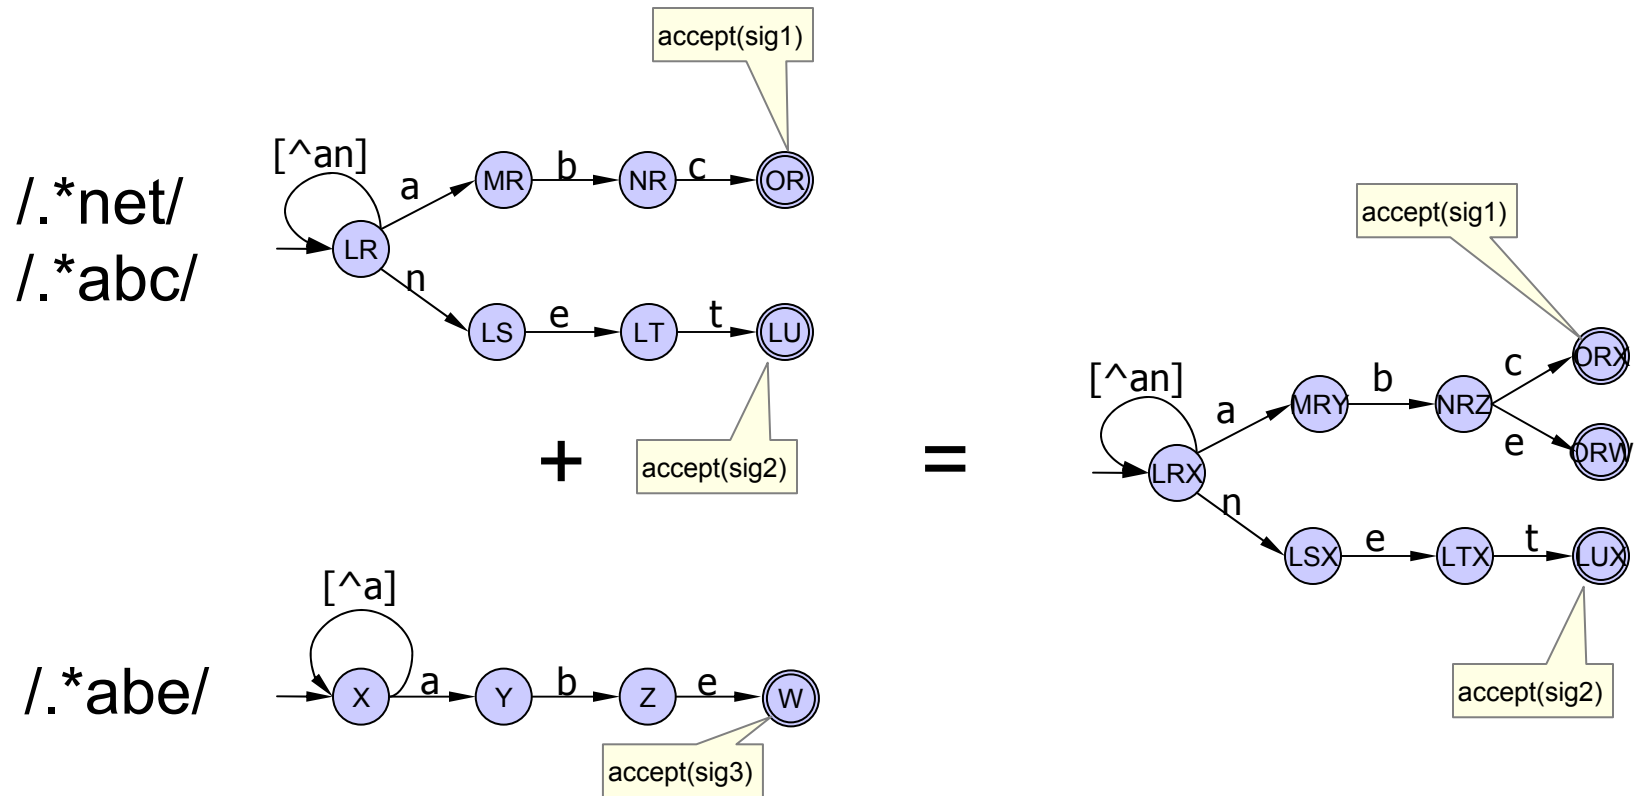 /.*net/
/.*abc/
accept(sig1)
[^an]
a
MR
b
NR
c
OR
LR
n
LS
e
LT
t
LU
accept(sig2)
+
=
/.*abe/
[^a]
X
a
Y
b
Z
e
W
accept(sig3)
accept(sig1)
[^an]
a
MRY
b
NRZ
c
ORX
e
ORW
LRX
n
LSX
e
LTX
t
LUX
accept(sig2)